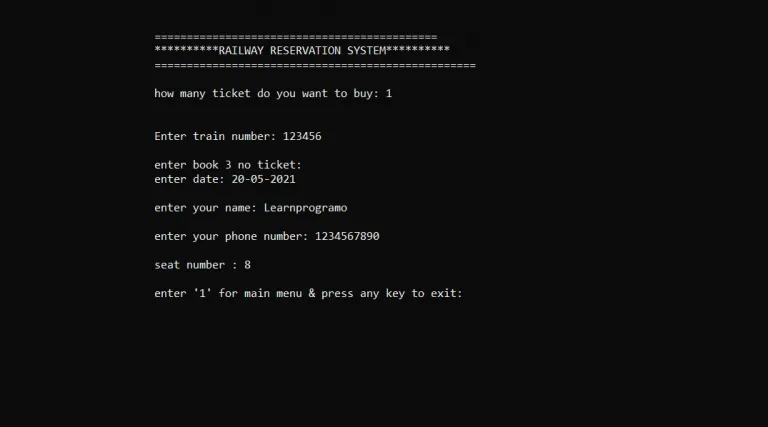 ============================================
**********RAILWAY RESERVATION SYSTEM**********
==================================================
how many ticket do you want to buy: 1
Enter train number: 123456
enter book 3 no ticket:
enter date: 20-05-2021
enter your name: Learnprogramo
enter your phone number: 1234567890
seat number : 8
enter '1' for main menu & press any key to exit: